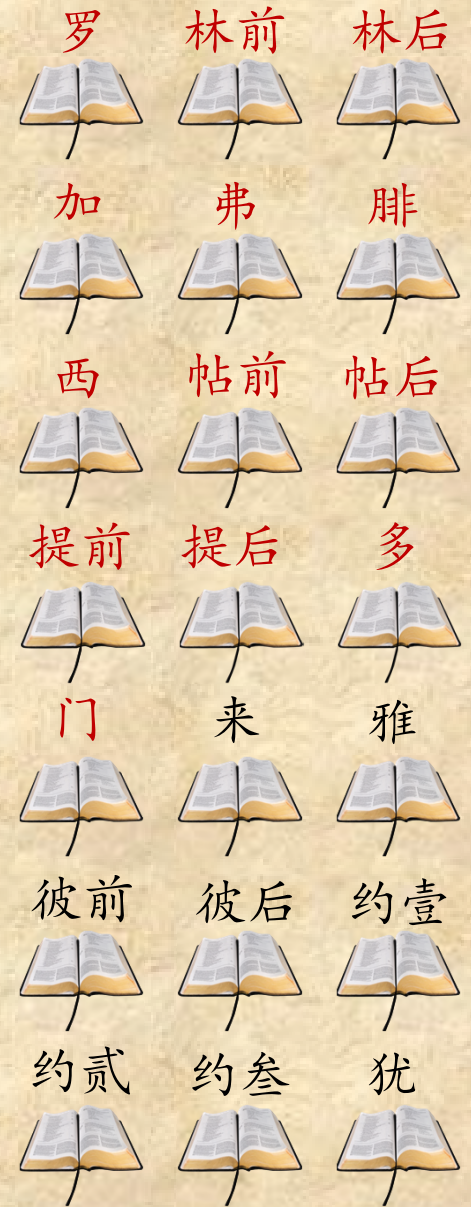 罗 林前 林后
加 弗 腓
西 帖前 帖后
提前 提后 多
门 来 雅
彼前 彼后 约壹
约贰 约叁 犹